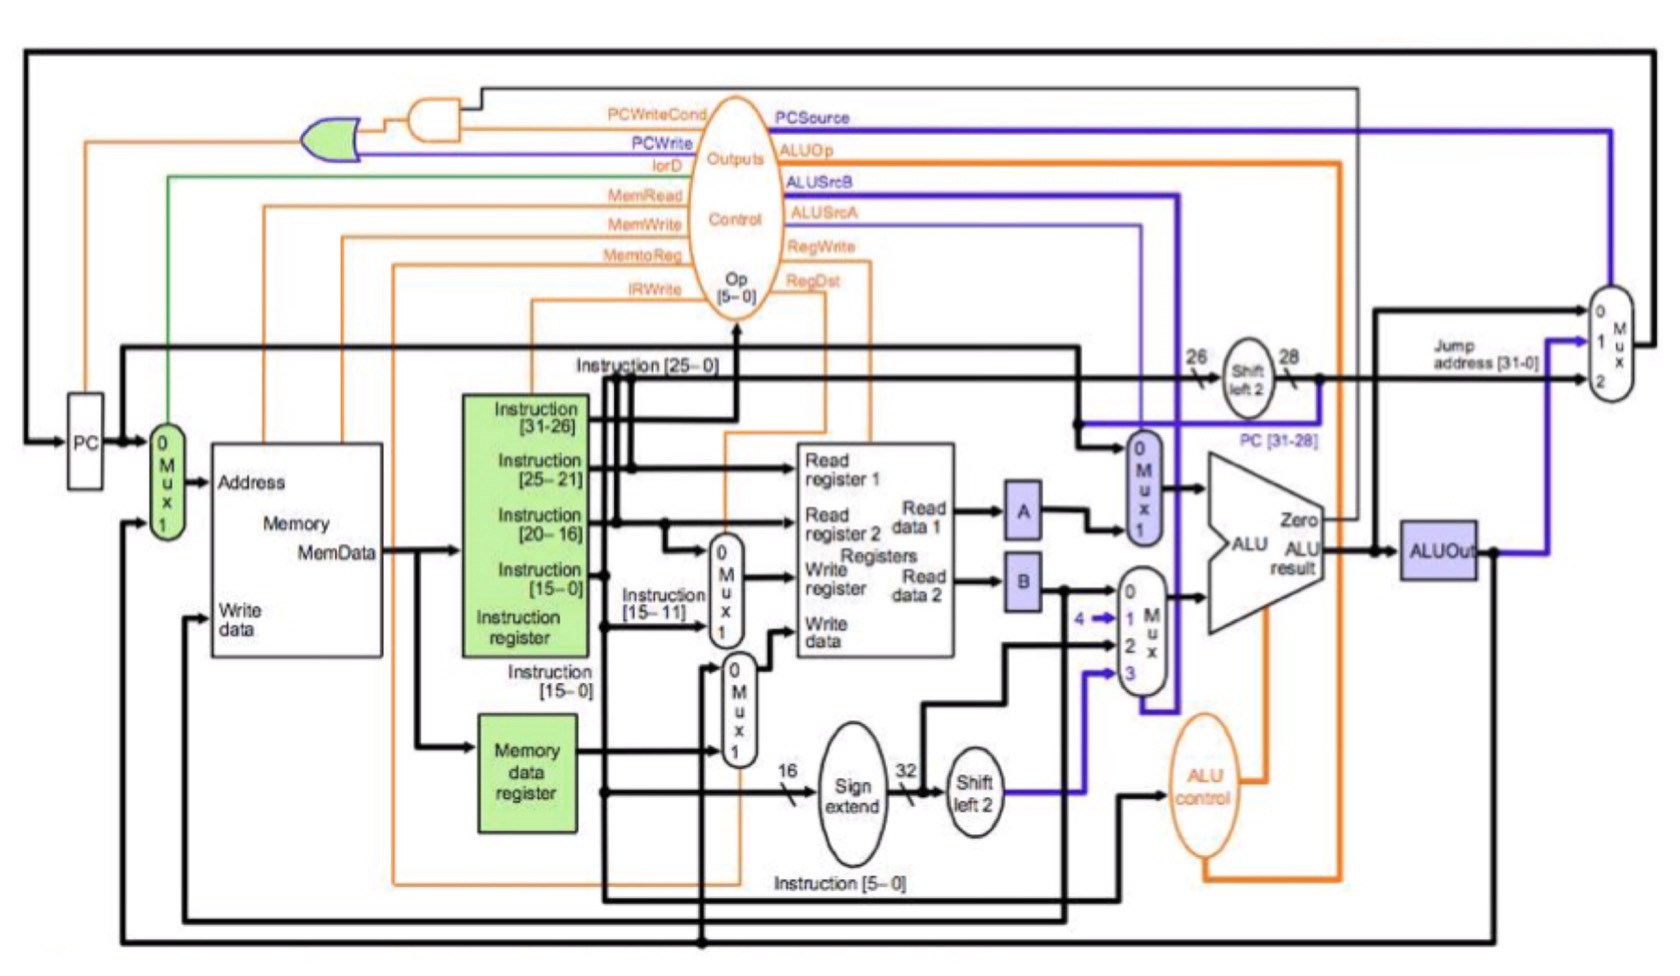 PCWriteCond
PCSource
PCWrite
ALUOp
IorD
Outputs
ALUSrcB
MemRead
ALUSrcA
MemWrite
Control
RegWrite
MemtoReg
RegDst
IRWrite
Op
[5–0]
0
M
u
x
1
2
Jump
address [31-0]
Instruction [25–0]
26
Shift
left 2
28
PC [31-28]
PC
0
M
u
x
1
Address
Memory
MemData
Write
data
Instruction
[31-26]
Instruction
[25–21]
Instruction
[20–16]
Instruction
[15–0]
Instruction
register
Instruction
[15–0]
Instruction
[15–11]
0
M
u
x
1
Read
register 1
Read
register 2
Registers
Write
register
Write
data
Read
data 1
Read
data 2
A
B
0
M
u
x
1
4
0
1
2
3
M
u
x
Zero
ALU
ALU
result
ALUOut
Memory
data
register
0
M
u
x
1
16
Sign
extend
32
Shift
left 2
ALU
control
Instruction [5–0]